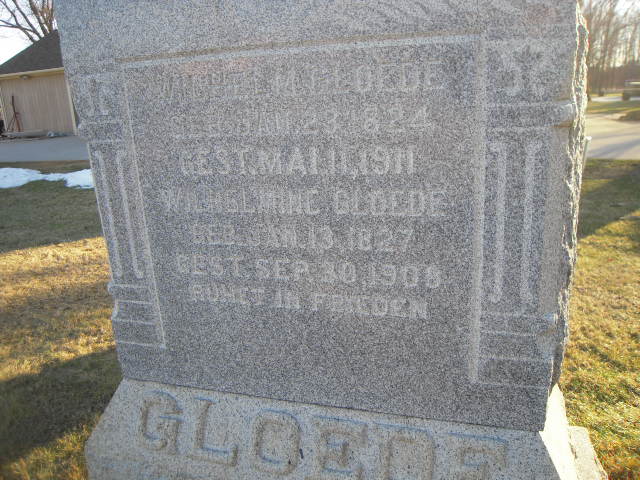 WILHELM GLOEDE
GEB. JAN. 23, 1824
GEST. MAI 11, 1911
WILHELMINE GLOEDE
GEB. JAN. 13, 1827
GEST. SEP. 30, 1908
RUHET IN FRIEDEN
GLOEDE